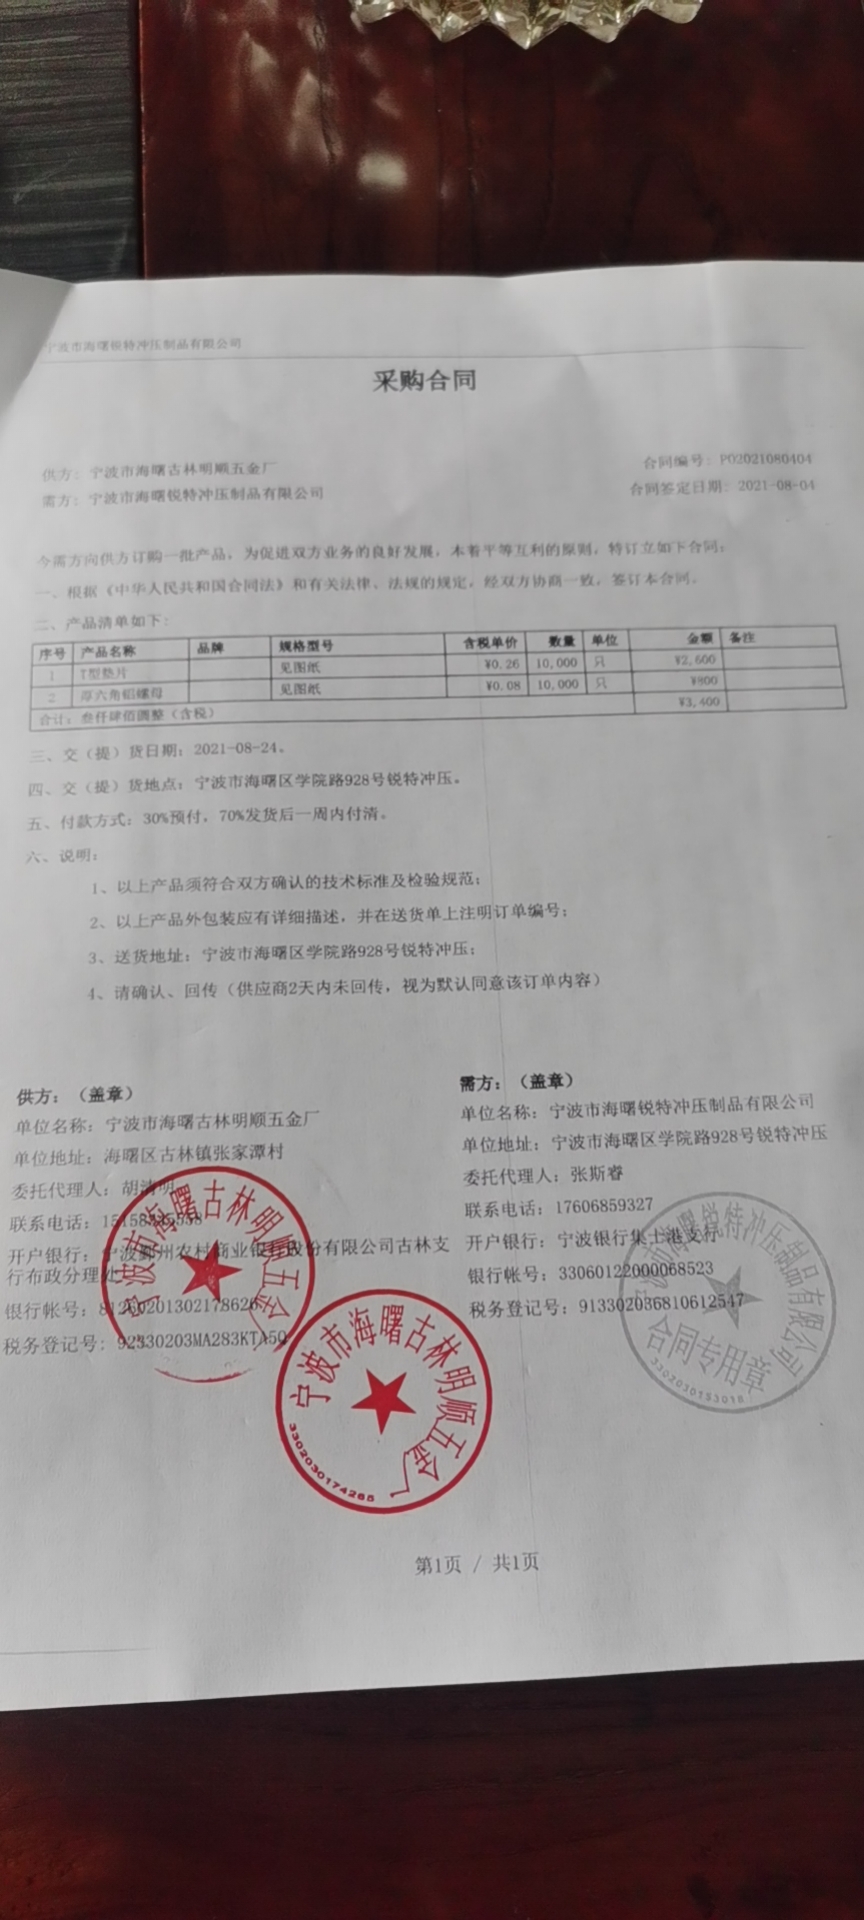 宁波市海曙锐特冲压制品有限公司
采购合同
供方：宁波市海曙古林明顺五金厂
合同编号：PO2021080404
需方：宁波市海曙锐特冲压制品有限公司
合同签定日期：2021-08-04
今需方向供方订购一批产品，为促进双方业务的良好发展，本着平等互利的原则，特订立如下合同：
一、根据《中华人民共和国合同法》和有关法律、法规的规定，经双方协商一致，签订本合同。
二、产品清单如下：
序号 产品名称 品牌 规格型号 含税单价 数量 单位 金额 备注
1 T型垫片 见图纸 ¥0.26 10,000 只 ¥2,600
2 厚六角铝螺母 见图纸 ¥0.08 10,000 只 ¥800
合计：叁仟肆佰圆整（含税） ¥3,400
三、交（提）货日期：2021-08-24。
四、交（提）货地点：宁波市海曙区学院路928号锐特冲压。
五、付款方式：30%预付，70%发货后一周内付清。
六、说明：
1、以上产品须符合双方确认的技术标准及检验规范；
2、以上产品外包装应有详细描述，并在送货单上注明订单编号；
3、送货地址：宁波市海曙区学院路928号锐特冲压；
4、请确认、回传（供应商2天内未回传，视为默认同意该订单内容）
供方：（盖章）
单位名称：宁波市海曙古林明顺五金厂
单位地址：海曙区古林镇张家潭村
委托代理人：胡清明
联系电话：
开户银行：宁波鄞州农村商业银行股份有限公司古林支
行布政分理处
银行帐号：
税务登记号：92330203MA283KTA5Q
需方：（盖章）
单位名称：宁波市海曙锐特冲压制品有限公司
单位地址：宁波市海曙区学院路928号锐特冲压
委托代理人：张斯睿
联系电话：17606859327
开户银行：宁波银行集士港支行
银行帐号：33060122000068523
税务登记号：913302036810612547
宁波市海曙古林明顺五金厂
宁波市海曙古林明顺五金厂
3302030174265
宁波市海曙锐特冲压制品有限公司
合同专用章
3302030153018
第1页 / 共1页